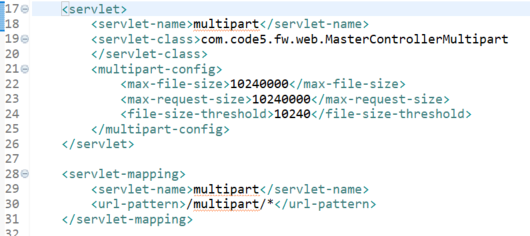 17 <servlet>
18 <servlet-name>multipart</servlet-name>
19 <servlet-class>com.code5.fw.web.MasterControllerMultipart
20 </servlet-class>
21 <multipart-config>
22 <max-file-size>10240000</max-file-size>
23 <max-request-size>10240000</max-request-size>
24 <file-size-threshold>10240</file-size-threshold>
25 </multipart-config>
26 </servlet>
27
28 <servlet-mapping>
29 <servlet-name>multipart</servlet-name>
30 <url-pattern>/multipart/*</url-pattern>
31 </servlet-mapping>
32